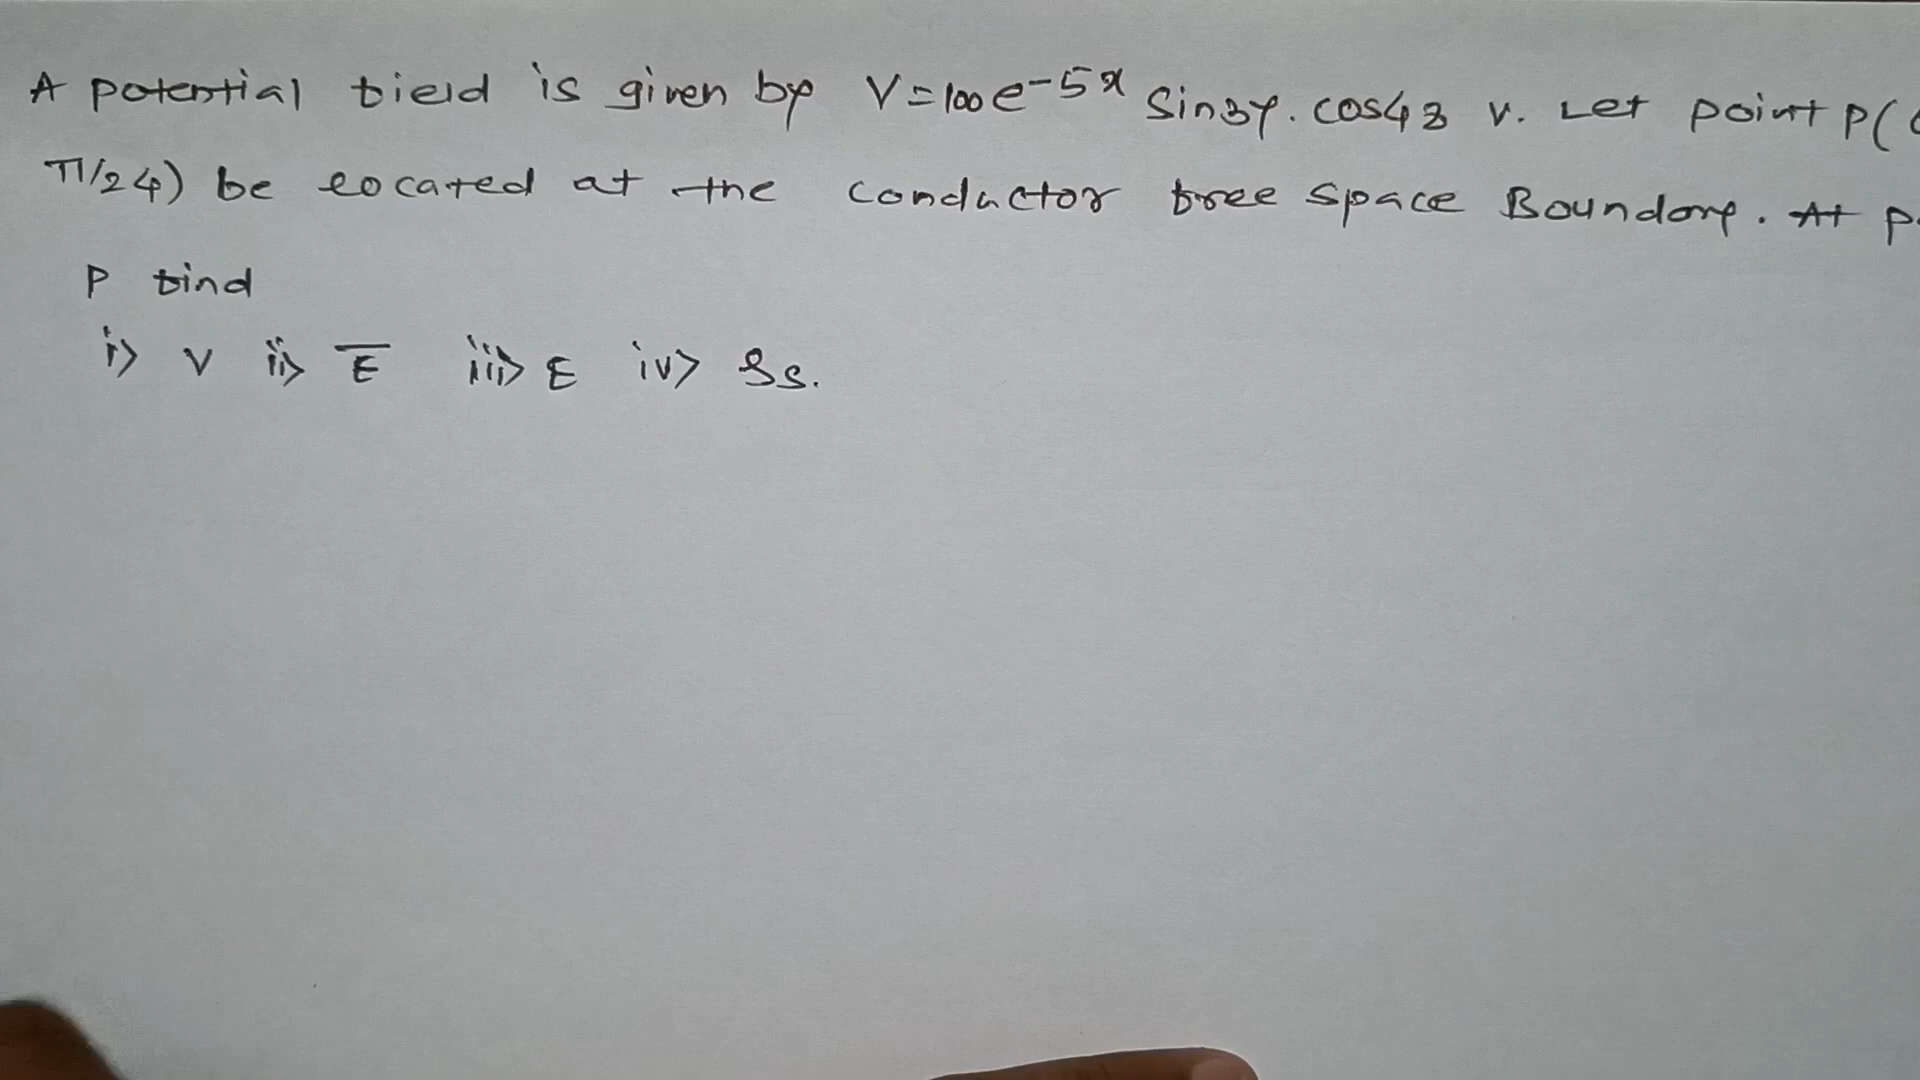 A potential field is given by V=100e-5x sin3y. cos4z v. Let point P(
π/24) be located at the conductor free space Boundary. At
P find
i) V ii) E iii) E iv) ρs.